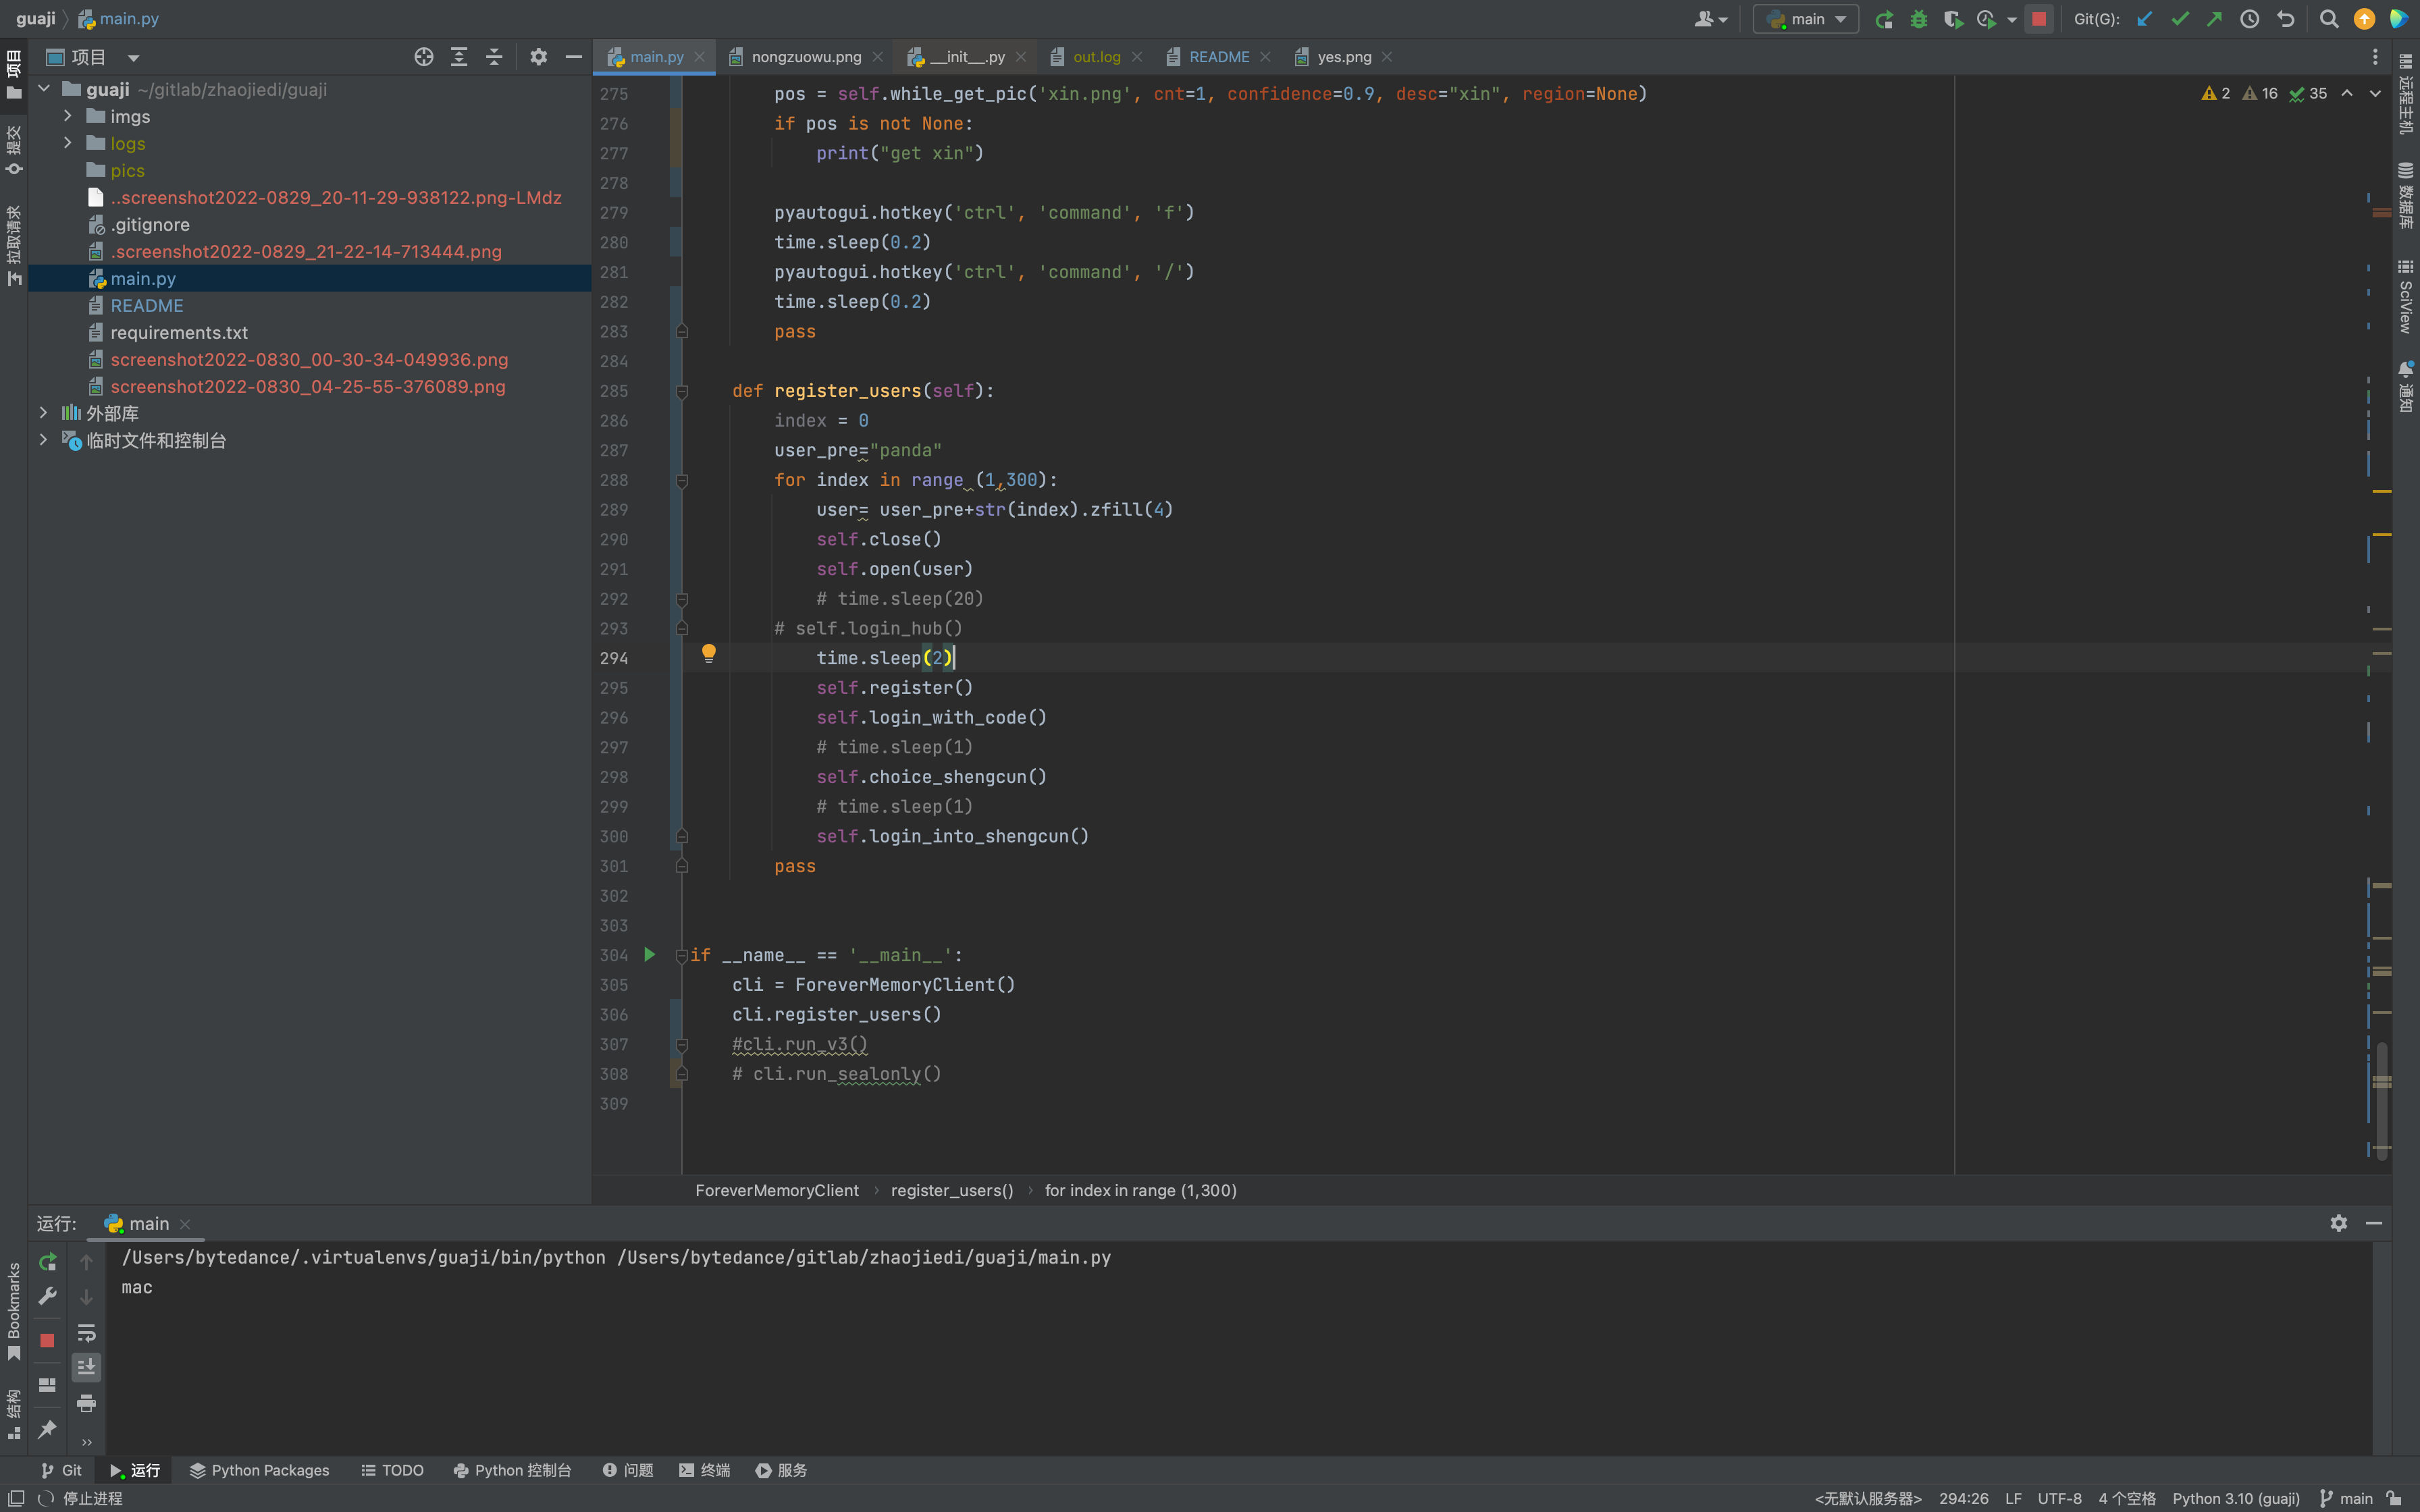 guaji main.py
main Git(G):
项目
main.py nongzuowu.png __init__.py out.log README yes.png
guaji ~/gitlab/zhaojiedi/guaji
imgs
logs
pics
..screenshot2022-0829_20-11-29-938122.png-LMdz
.gitignore
.screenshot2022-0829_21-22-14-713444.png
main.py
README
requirements.txt
screenshot2022-0830_00-30-34-049936.png
screenshot2022-0830_04-25-55-376089.png
外部库
临时文件和控制台
项目
提交
拉取请求
Bookmarks
结构
2 16 35
275 pos = self.while_get_pic('xin.png', cnt=1, confidence=0.9, desc="xin", region=None)
276 if pos is not None:
277 print("get xin")
278
279 pyautogui.hotkey('ctrl', 'command', 'f')
280 time.sleep(0.2)
281 pyautogui.hotkey('ctrl', 'command', '/')
282 time.sleep(0.2)
283 pass
284
285 def register_users(self):
286 index = 0
287 user_pre="panda"
288 for index in range (1,300):
289 user= user_pre+str(index).zfill(4)
290 self.close()
291 self.open(user)
292 # time.sleep(20)
293 # self.login_hub()
294 time.sleep(2)
295 self.register()
296 self.login_with_code()
297 # time.sleep(1)
298 self.choice_shengcun()
299 # time.sleep(1)
300 self.login_into_shengcun()
301 pass
302
303
304 if __name__ == '__main__':
305 cli = ForeverMemoryClient()
306 cli.register_users()
307 #cli.run_v3()
308 # cli.run_sealonly()
309
ForeverMemoryClient register_users() for index in range (1,300)
远程主机
数据库
SciView
通知
运行: main
/Users/bytedance/.virtualenvs/guaji/bin/python /Users/bytedance/gitlab/zhaojiedi/guaji/main.py
mac
Git 运行 Python Packages TODO Python 控制台 问题 终端 服务
停止进程 <无默认服务器> 294:26 LF UTF-8 4 个空格 Python 3.10 (guaji) main